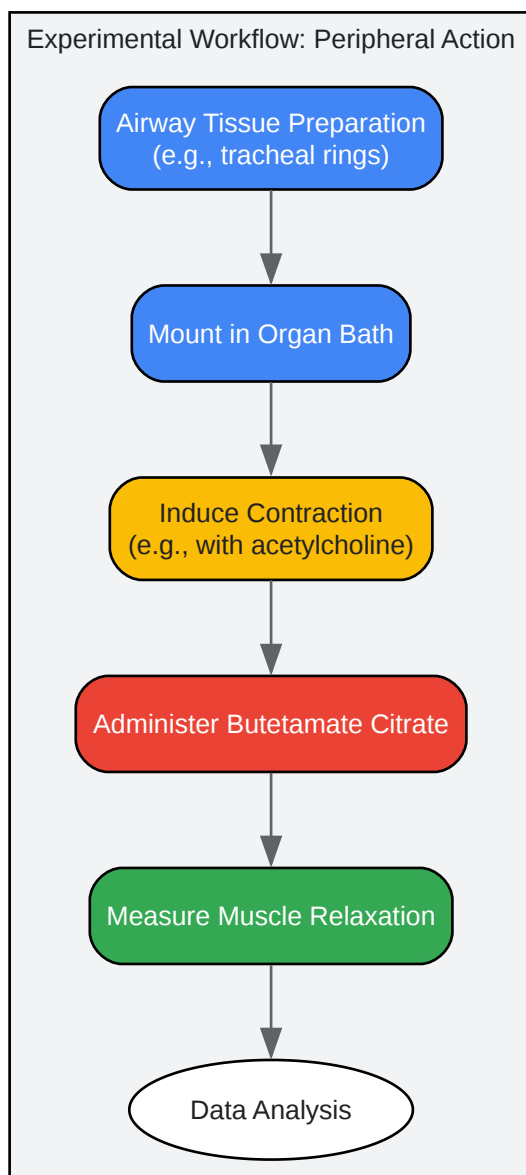 Experimental Workflow: Peripheral Action
Airway Tissue Preparation
(e.g., tracheal rings)
Mount in Organ Bath
Induce Contraction
(e.g., with acetylcholine)
Administer Butetamate Citrate
Measure Muscle Relaxation
Data Analysis